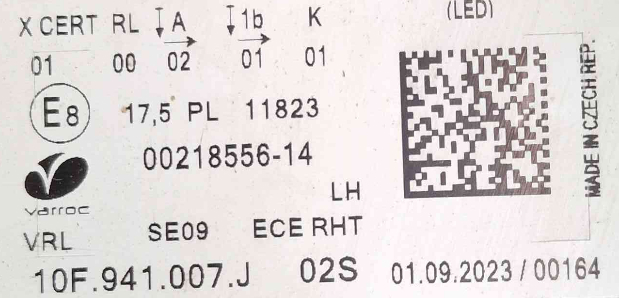 (LED)
X CERT RL A 1b K
01 00 02 01 01
E8 17,5 PL 11823
00218556-14
varroc
LH
VRL SE09 ECE RHT
10F.941.007.J 02S 01.09.2023 / 00164
MADE IN CZECH REP.